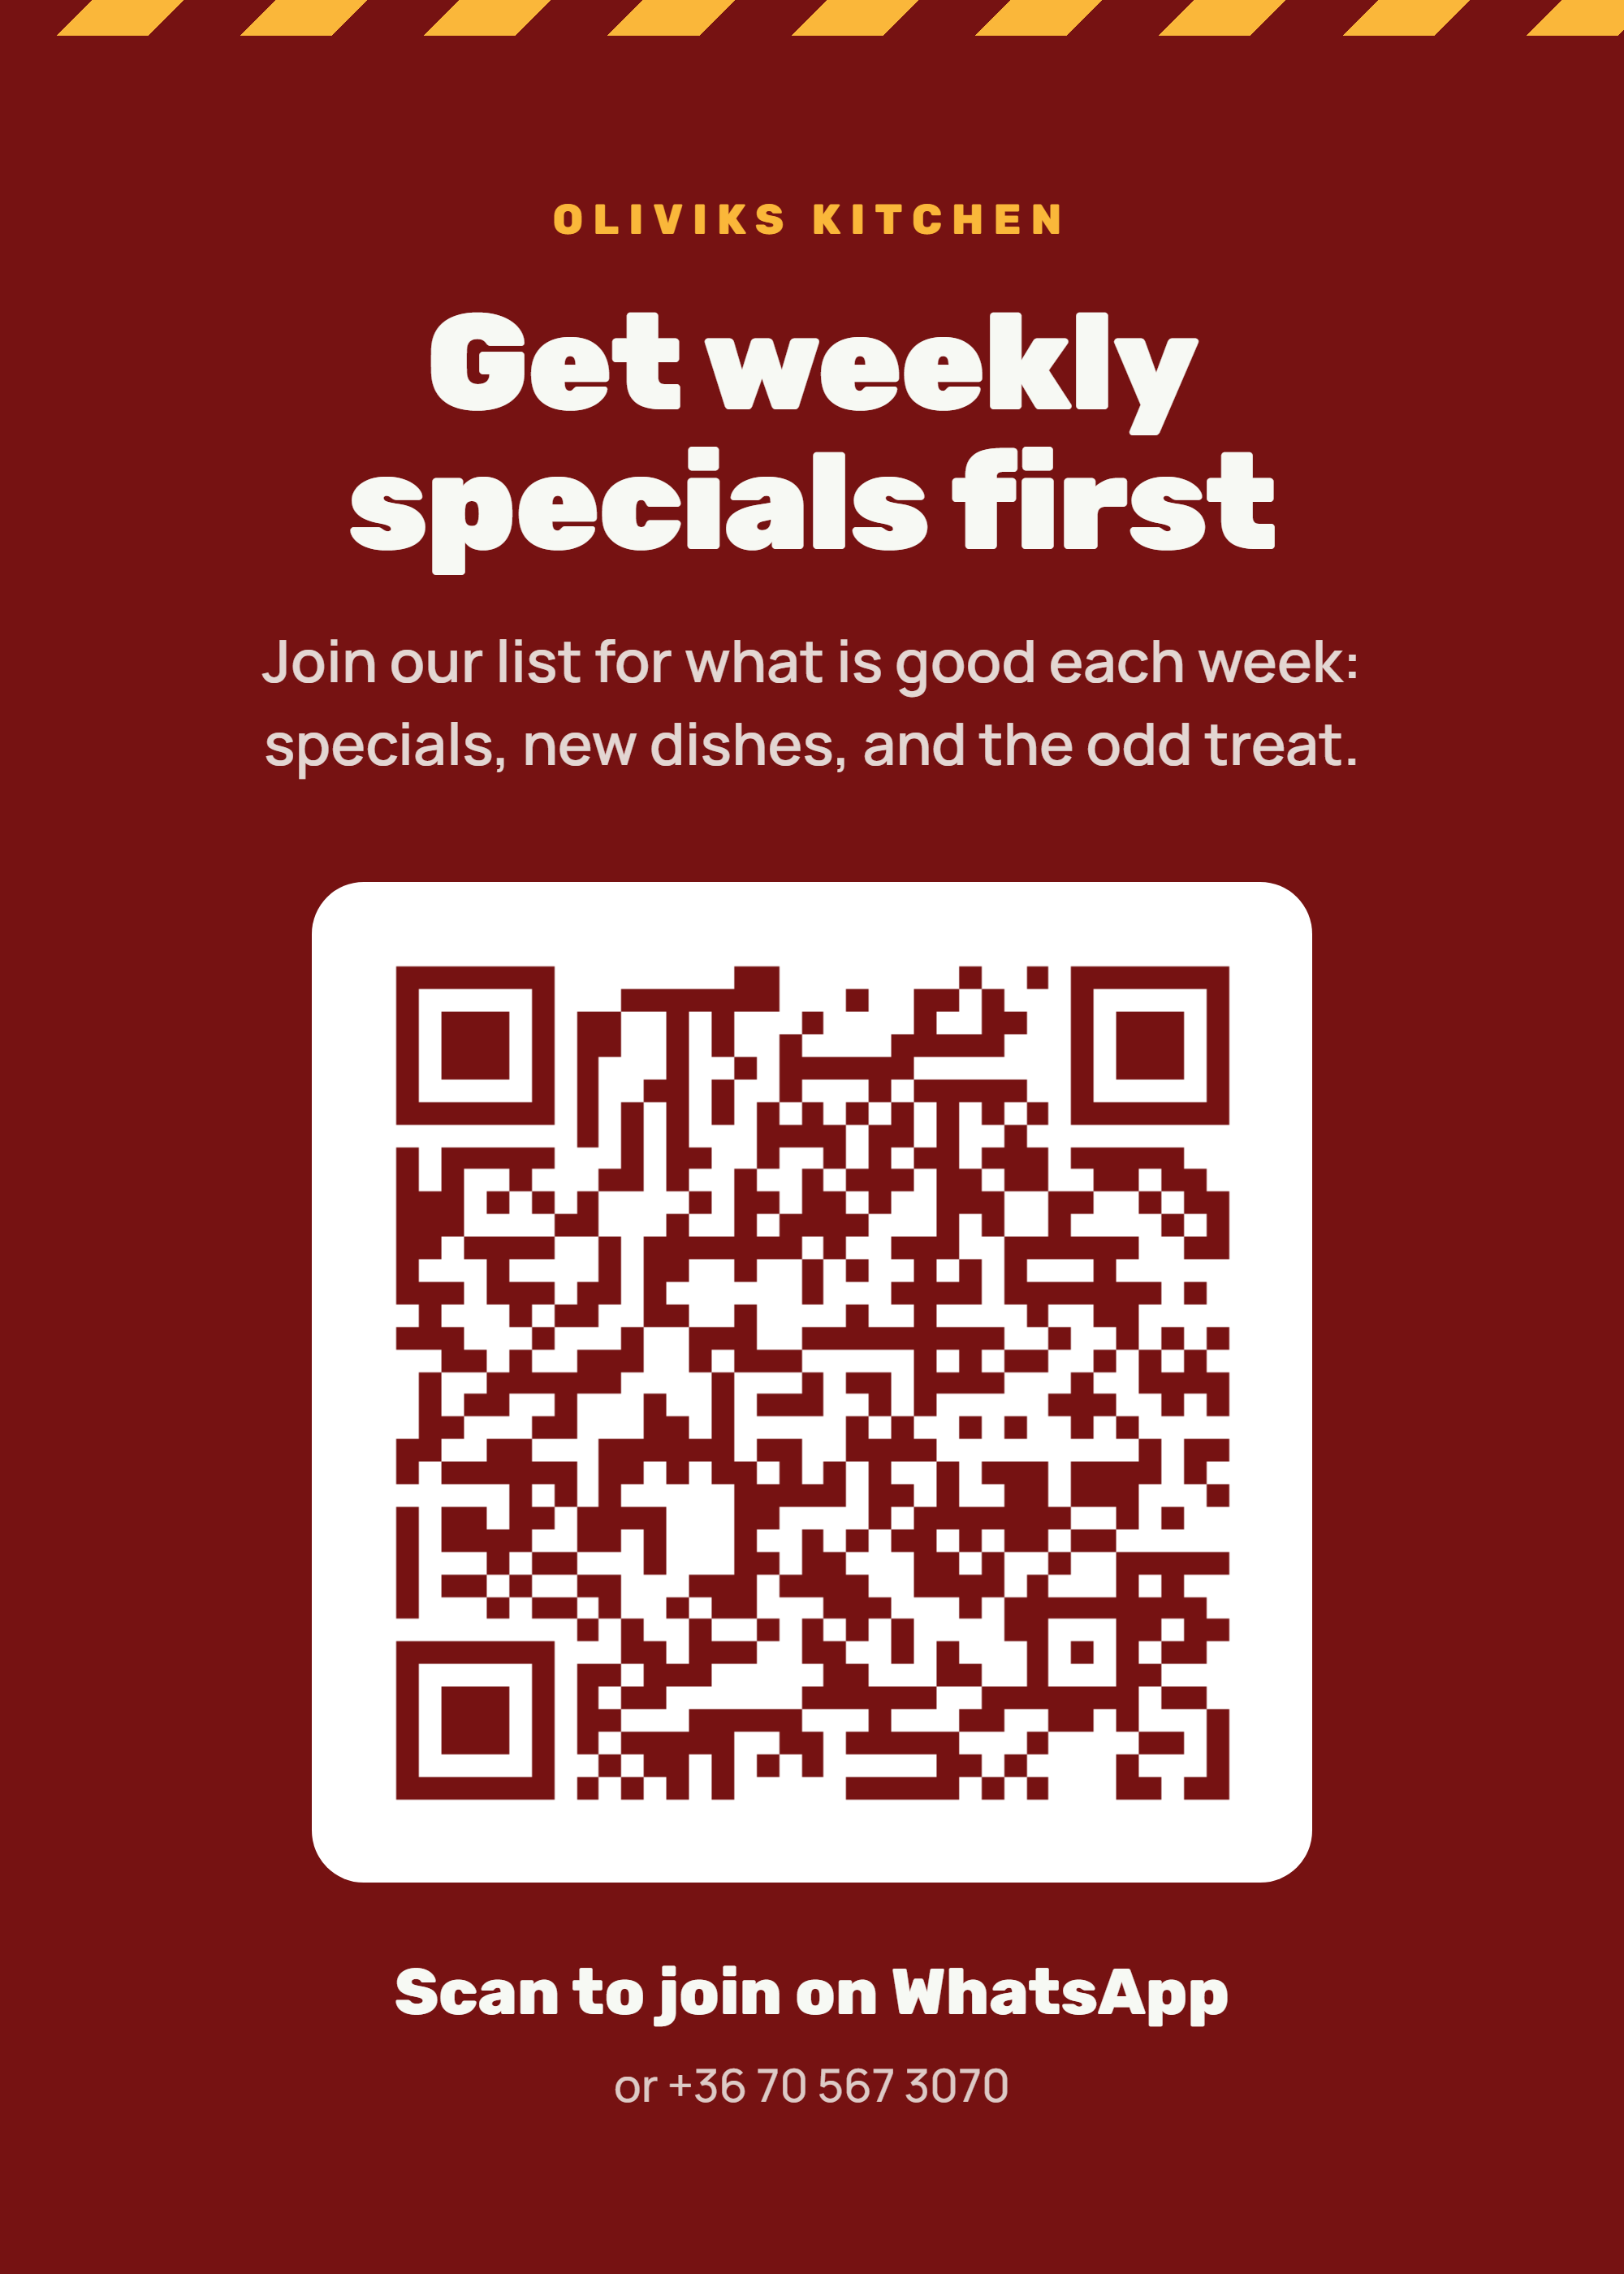 OLIVIKS KITCHEN
Get weekly
specials first
Join our list for what is good each week:
specials, new dishes, and the odd treat.
Scan to join on WhatsApp
or +36 70 567 3070